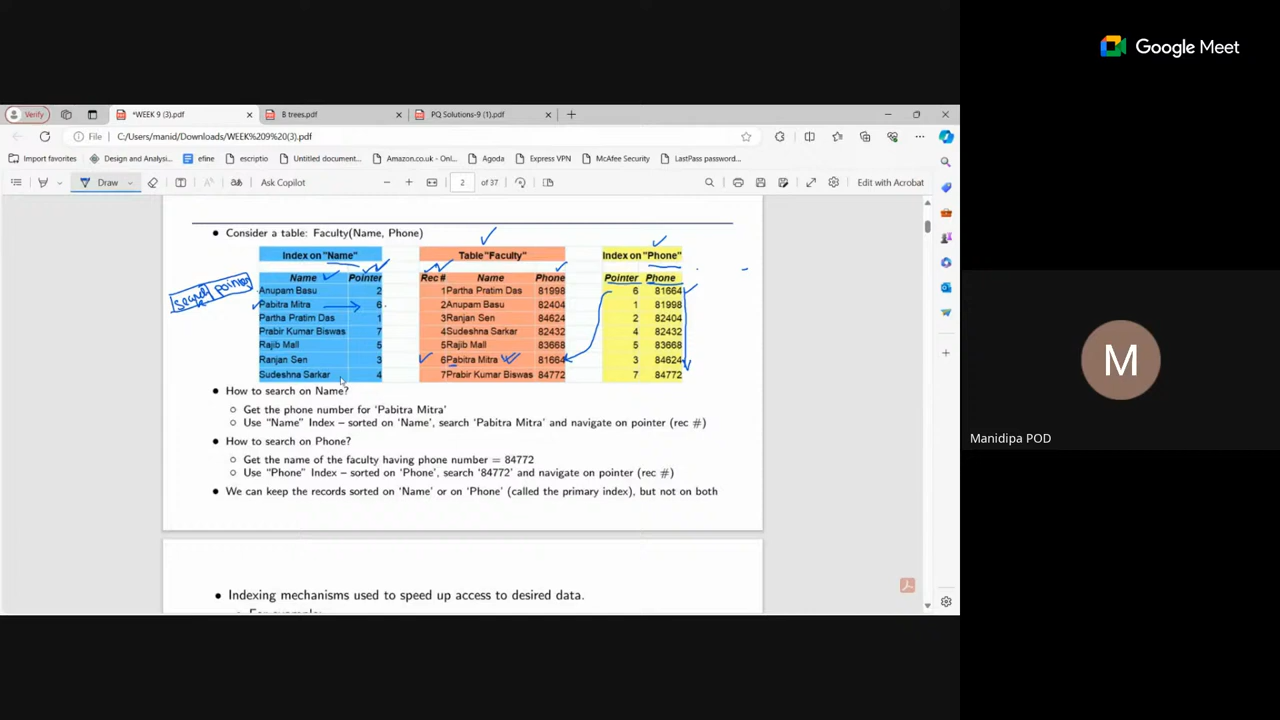 Google Meet
Verify
*WEEK 9 (3).pdf
B trees.pdf
PQ Solutions-9 (1).pdf
File
C:/Users/manid/Downloads/WEEK%209%20(3).pdf
Import favorites
Design and Analysi...
efine
escriptio
Untitled document...
Amazon.co.uk - Onl...
Agoda
Express VPN
McAfee Security
LastPass password...
Draw
Ask Copilot
2 of 37
Edit with Acrobat
• Consider a table: Faculty(Name, Phone)
Index on "Name" Table "Faculty" Index on "Phone"
Name Pointer Rec # Name Phone Pointer Phone
Anupam Basu 2 1 Partha Pratim Das 81998 6 81664
Pabitra Mitra 6 2 Anupam Basu 82404 1 81998
Partha Pratim Das 1 3 Ranjan Sen 84624 2 82404
Prabir Kumar Biswas 7 4 Sudeshna Sarkar 82432 4 82432
Rajib Mall 5 5 Rajib Mall 83668 5 83668
Ranjan Sen 3 6 Pabitra Mitra 81664 3 84624
Sudeshna Sarkar 4 7 Prabir Kumar Biswas 84772 7 84772
pointer
• How to search on Name?
○ Get the phone number for 'Pabitra Mitra'
○ Use "Name" Index – sorted on 'Name', search 'Pabitra Mitra' and navigate on pointer (rec #)
• How to search on Phone?
○ Get the name of the faculty having phone number = 84772
○ Use "Phone" Index – sorted on 'Phone', search '84772' and navigate on pointer (rec #)
• We can keep the records sorted on 'Name' or on 'Phone' (called the primary index), but not on both
• Indexing mechanisms used to speed up access to desired data.
M
Manidipa POD